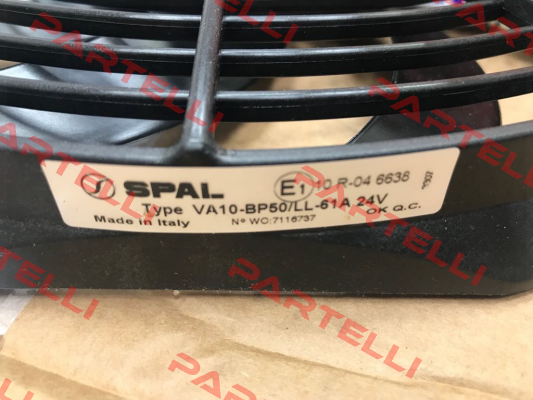 SPAL E1 10 R-04 6638
Type VA10-BP50/LL-61A 24V
Made in Italy N° WO:7116737 OK Q.C.
PARTELLI
PARTELLI
PARTELLI
PARTELLI
PARTELLI